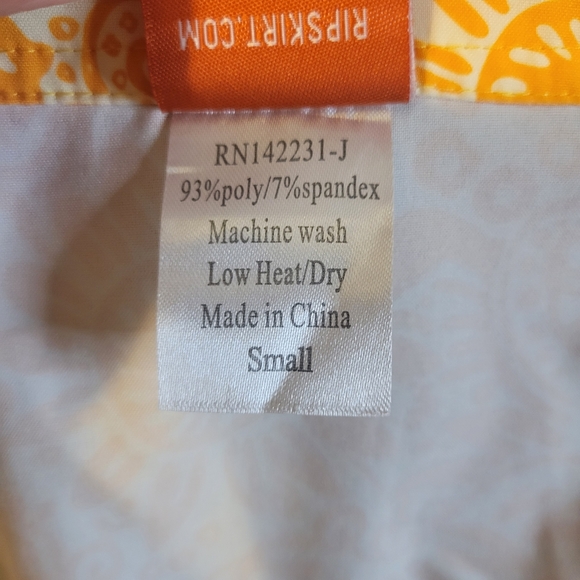 RIPSKIRT.COM
RN142231-J
93%poly/7%spandex
Machine wash
Low Heat/Dry
Made in China
Small